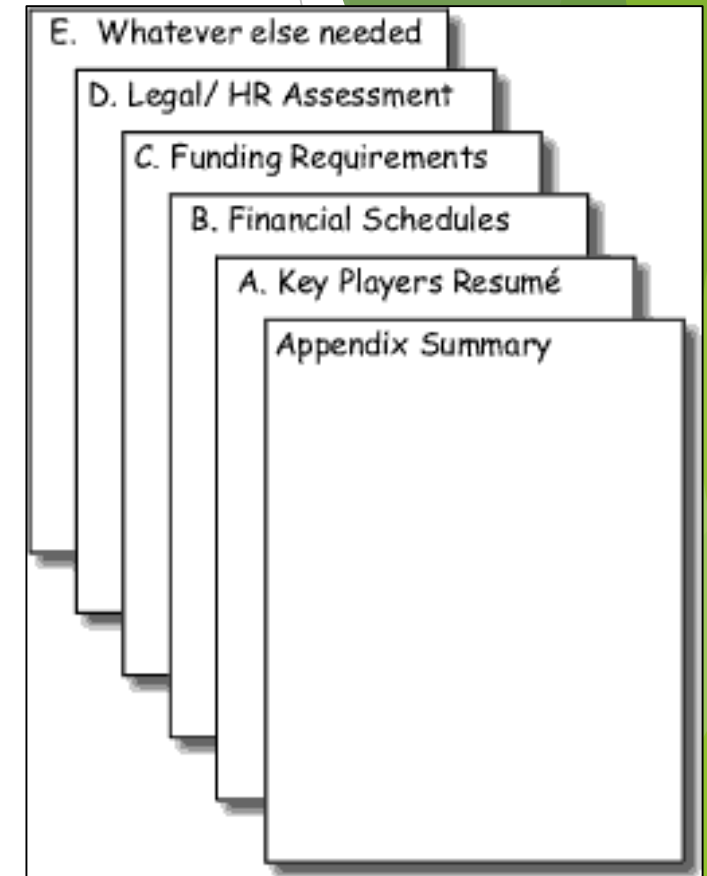 E. Whatever else needed
D. Legal/ HR Assessment
C. Funding Requirements
B. Financial Schedules
A. Key Players Resumé
Appendix Summary